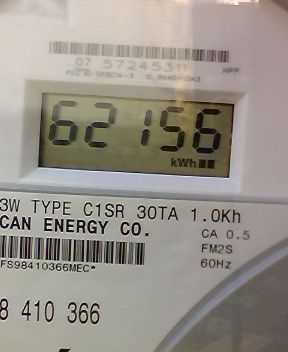 07 57245311
MPP
62156
kWh
3W TYPE C1SR 30TA 1.0Kh
CAN ENERGY CO.
CA 0.5
FM2S
60Hz
FS98410366MEC*
8 410 366